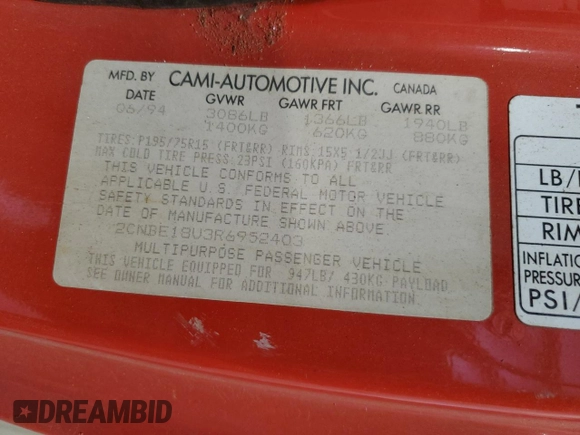 MFD. BY CAMI-AUTOMOTIVE INC. CANADA
DATE GVWR GAWR FRT GAWR RR
06/94 3086LB 1366LB 1940LB
1400KG 620KG 880KG
TIRES: P195/75R15 (FRT&RR) RIMS 15X5 1/2JJ (FRT&RR)
MAX COLD TIRE PRESS 23PSI (160KPA) FRT&RR
THIS VEHICLE CONFORMS TO ALL
APPLICABLE U.S. FEDERAL MOTOR VEHICLE
SAFETY STANDARDS IN EFFECT ON THE
DATE OF MANUFACTURE SHOWN ABOVE.
2CNBE18U3R6952403
MULTIPURPOSE PASSENGER VEHICLE
THIS VEHICLE EQUIPPED FOR 947LB/ 430KG PAYLOAD
SEE OWNER MANUAL FOR ADDITIONAL INFORMATION.
LB/
TIRE
RIM
INFLATIO
PRESSUR
PSI/
DREAMBID